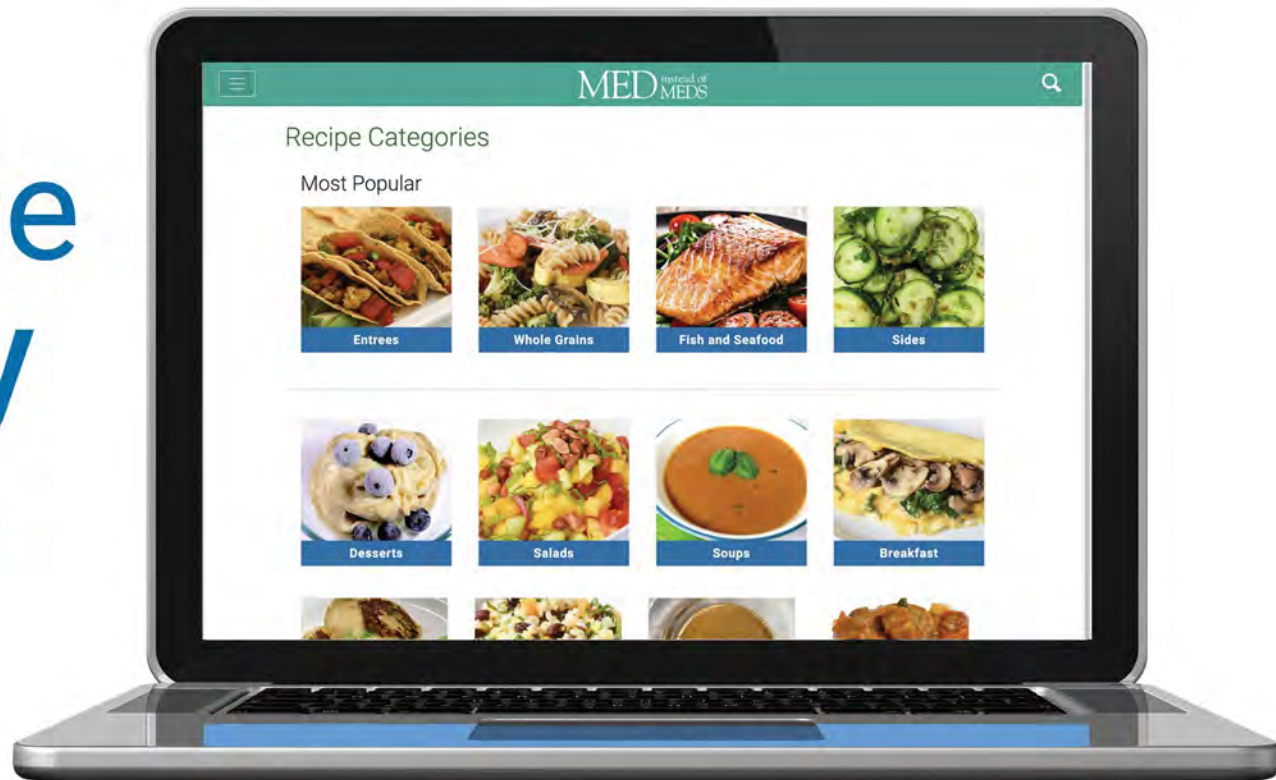 e
y
MED instead of MEDS
Recipe Categories
Most Popular
Entrees
Whole Grains
Fish and Seafood
Sides
Desserts
Salads
Soups
Breakfast